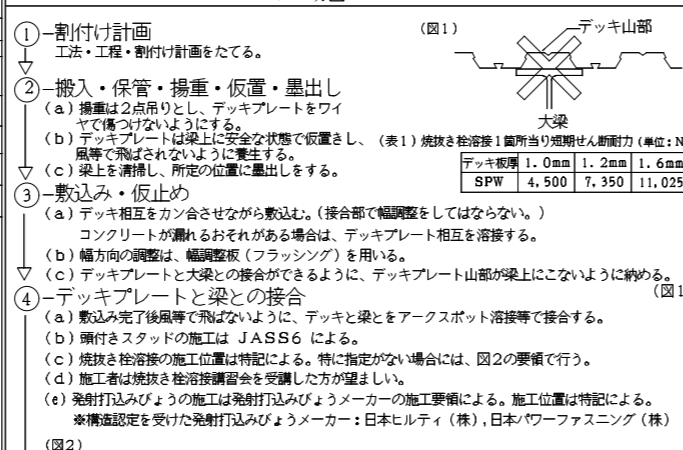 ①-割付け計画
工法・工程・割付け計画をたてる。
②-搬入・保管・揚重・仮置・墨出し
(a)揚重は2点吊りとし、デッキプレートをワイ
ヤで傷つけないようにする。
(b)デッキプレートは梁上に安全な状態で仮置きし、
風等で飛ばされないように養生する。
(c)梁上を清掃し、所定の位置に墨出しをする。
(図1)
デッキ山部
大梁
(表1)焼抜き栓溶接1箇所当り短期せん断耐力(単位:N
デッキ板厚 1.0mm 1.2mm 1.6mm
SPW 4,500 7,350 11,025
③-敷込み・仮止め
(a)デッキ相互をカン合させながら敷込む。(接合部で幅調整をしてはならない。)
コンクリートが漏れるおそれがある場合は、デッキプレート相互を溶接する。
(b)幅方向の調整は、幅調整板(フラッシング)を用いる。
(c)デッキプレートと大梁との接合ができるように、デッキプレート山部が梁上にこないように納める。
(図1
④-デッキプレートと梁との接合
(a)敷込み完了後風等で飛ばないように、デッキと梁とをアークスポット溶接等で接合する。
(b)頭付きスタッドの施工は JASS6 による。
(c)焼抜き栓溶接の施工位置は特記による。特に指定がない場合には、図2の要領で行う。
(d)施工者は焼抜き栓溶接講習会を受講した方が望ましい。
(e)発射打込みびょうの施工は発射打込みびょうメーカーの施工要領による。施工位置は特記による。
※構造認定を受けた発射打込みびょうメーカー:日本ヒルティ(株),日本パワーファスニング(株)
(図2)